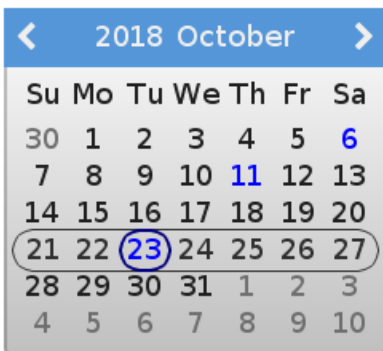 2018 October
Su Mo Tu We Th Fr Sa
30 1 2 3 4 5 6
7 8 9 10 11 12 13
14 15 16 17 18 19 20
21 22 23 24 25 26 27
28 29 30 31 1 2 3
4 5 6 7 8 9 10